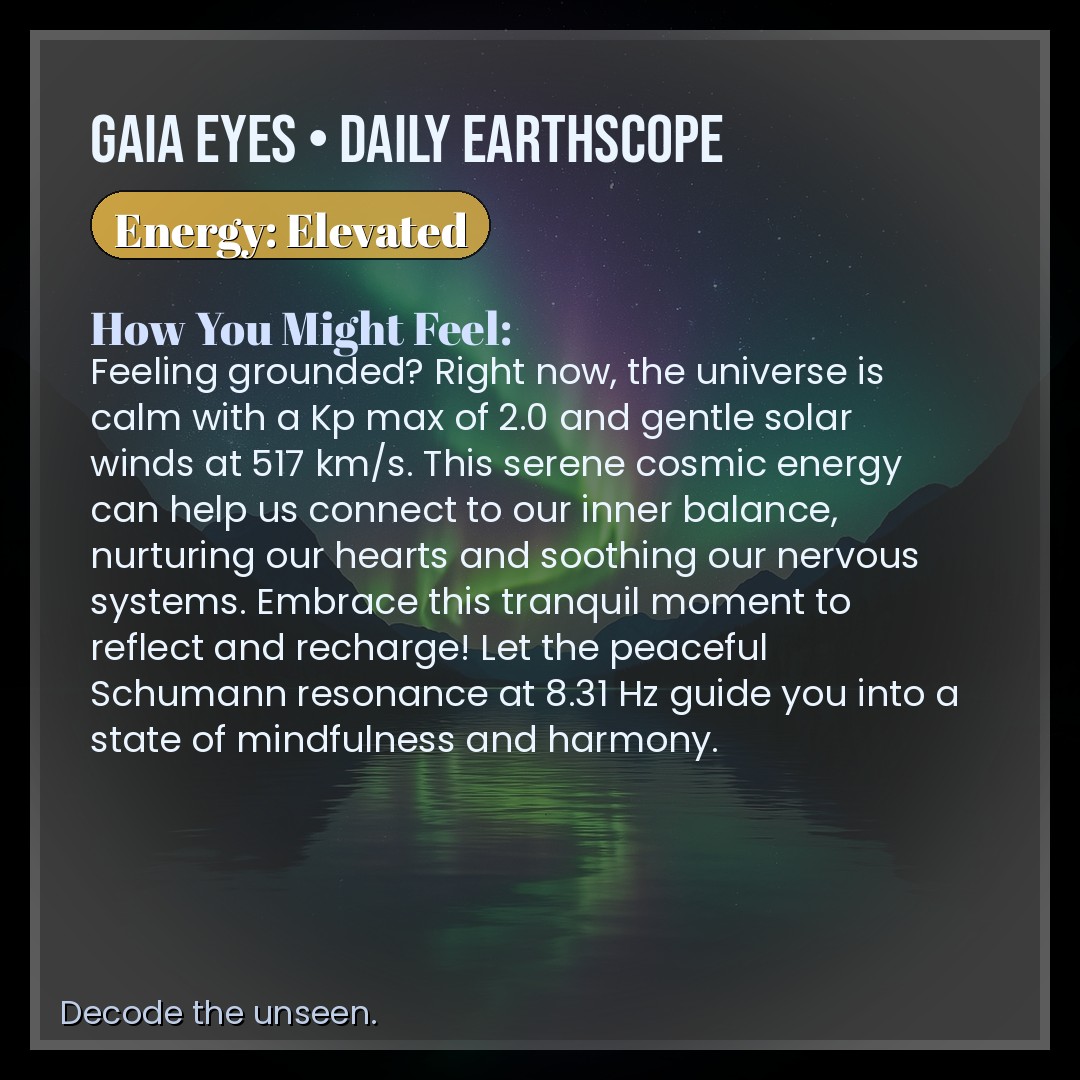 GAIA EYES • DAILY EARTHSCOPE
Energy: Elevated
How You Might Feel:
Feeling grounded? Right now, the universe is
calm with a Kp max of 2.0 and gentle solar
winds at 517 km/s. This serene cosmic energy
can help us connect to our inner balance,
nurturing our hearts and soothing our nervous
systems. Embrace this tranquil moment to
reflect and recharge! Let the peaceful
Schumann resonance at 8.31 Hz guide you into a
state of mindfulness and harmony.
Decode the unseen.